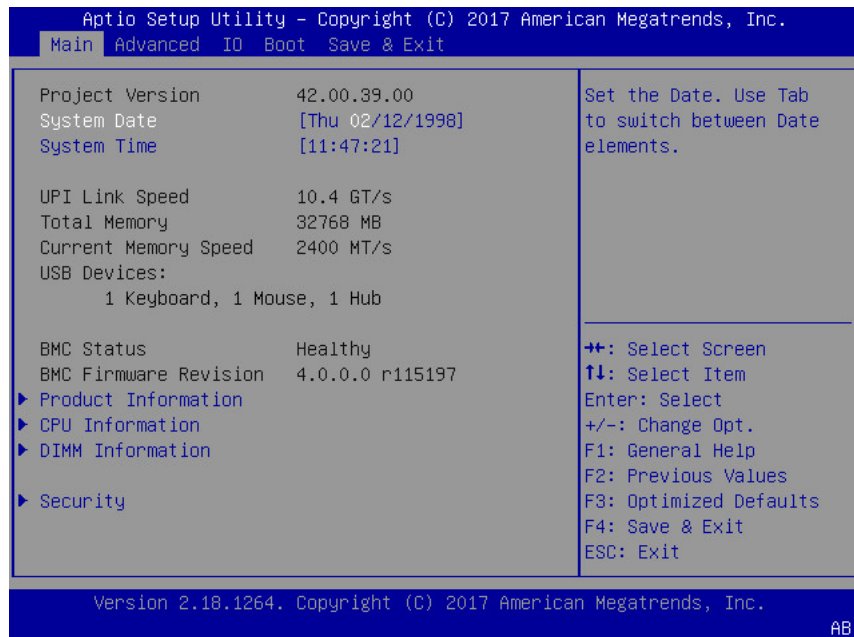 Aptio Setup Utility – Copyright (C) 2017 American Megatrends, Inc.
Main Advanced IO Boot Save & Exit
Project Version 42.00.39.00
System Date [Thu 02/12/1998]
System Time [11:47:21]
UPI Link Speed 10.4 GT/s
Total Memory 32768 MB
Current Memory Speed 2400 MT/s
USB Devices:
1 Keyboard, 1 Mouse, 1 Hub
BMC Status Healthy
BMC Firmware Revision 4.0.0.0 r115197
Product Information
CPU Information
DIMM Information
Security
Set the Date. Use Tab
to switch between Date
elements.
→←: Select Screen
↑↓: Select Item
Enter: Select
+/-: Change Opt.
F1: General Help
F2: Previous Values
F3: Optimized Defaults
F4: Save & Exit
ESC: Exit
Version 2.18.1264. Copyright (C) 2017 American Megatrends, Inc.
AB